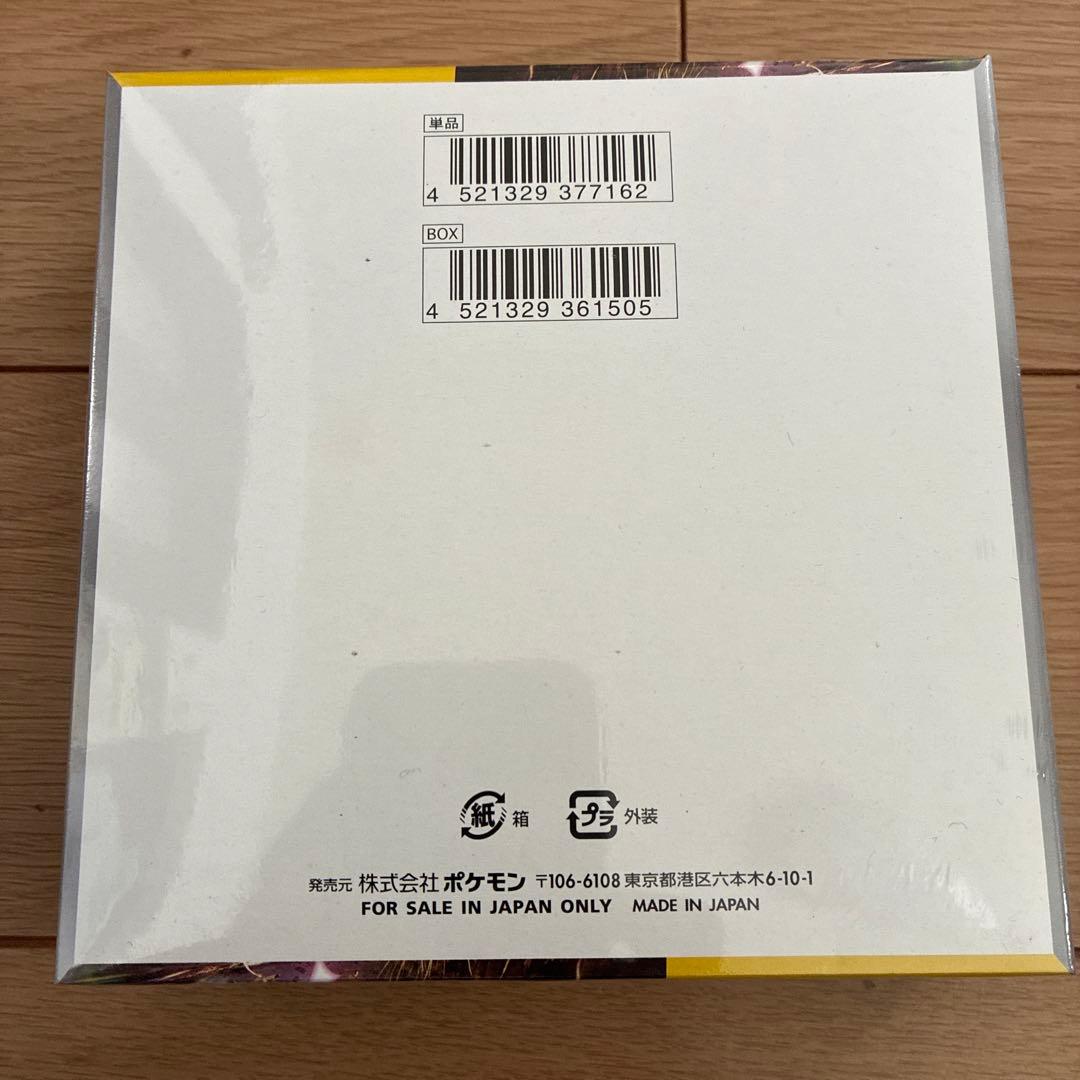 単品
4 521329 377162
BOX
4 521329 361505
紙 箱 プラ 外装
発売元 株式会社 ポケモン 〒106-6108 東京都港区六本木6-10-1
FOR SALE IN JAPAN ONLY MADE IN JAPAN